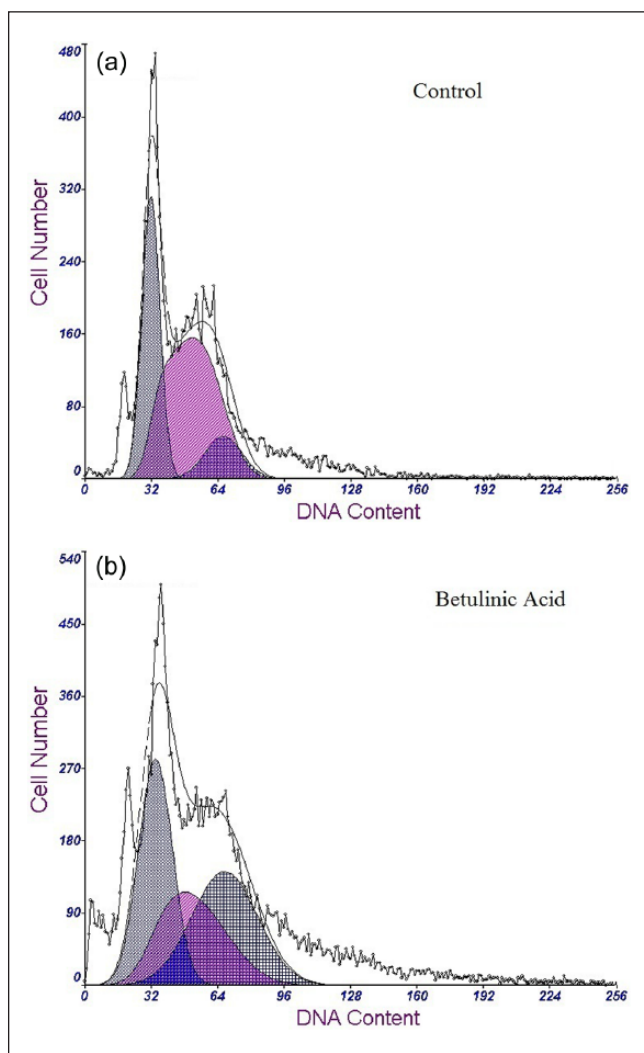 (a)
Control
480
400
320
240
160
80
0
Cell Number
0 32 64 96 128 160 192 224 256
DNA Content
(b)
Betulinic Acid
540
450
360
270
180
90
0
Cell Number
0 32 64 96 128 160 192 224 256
DNA Content